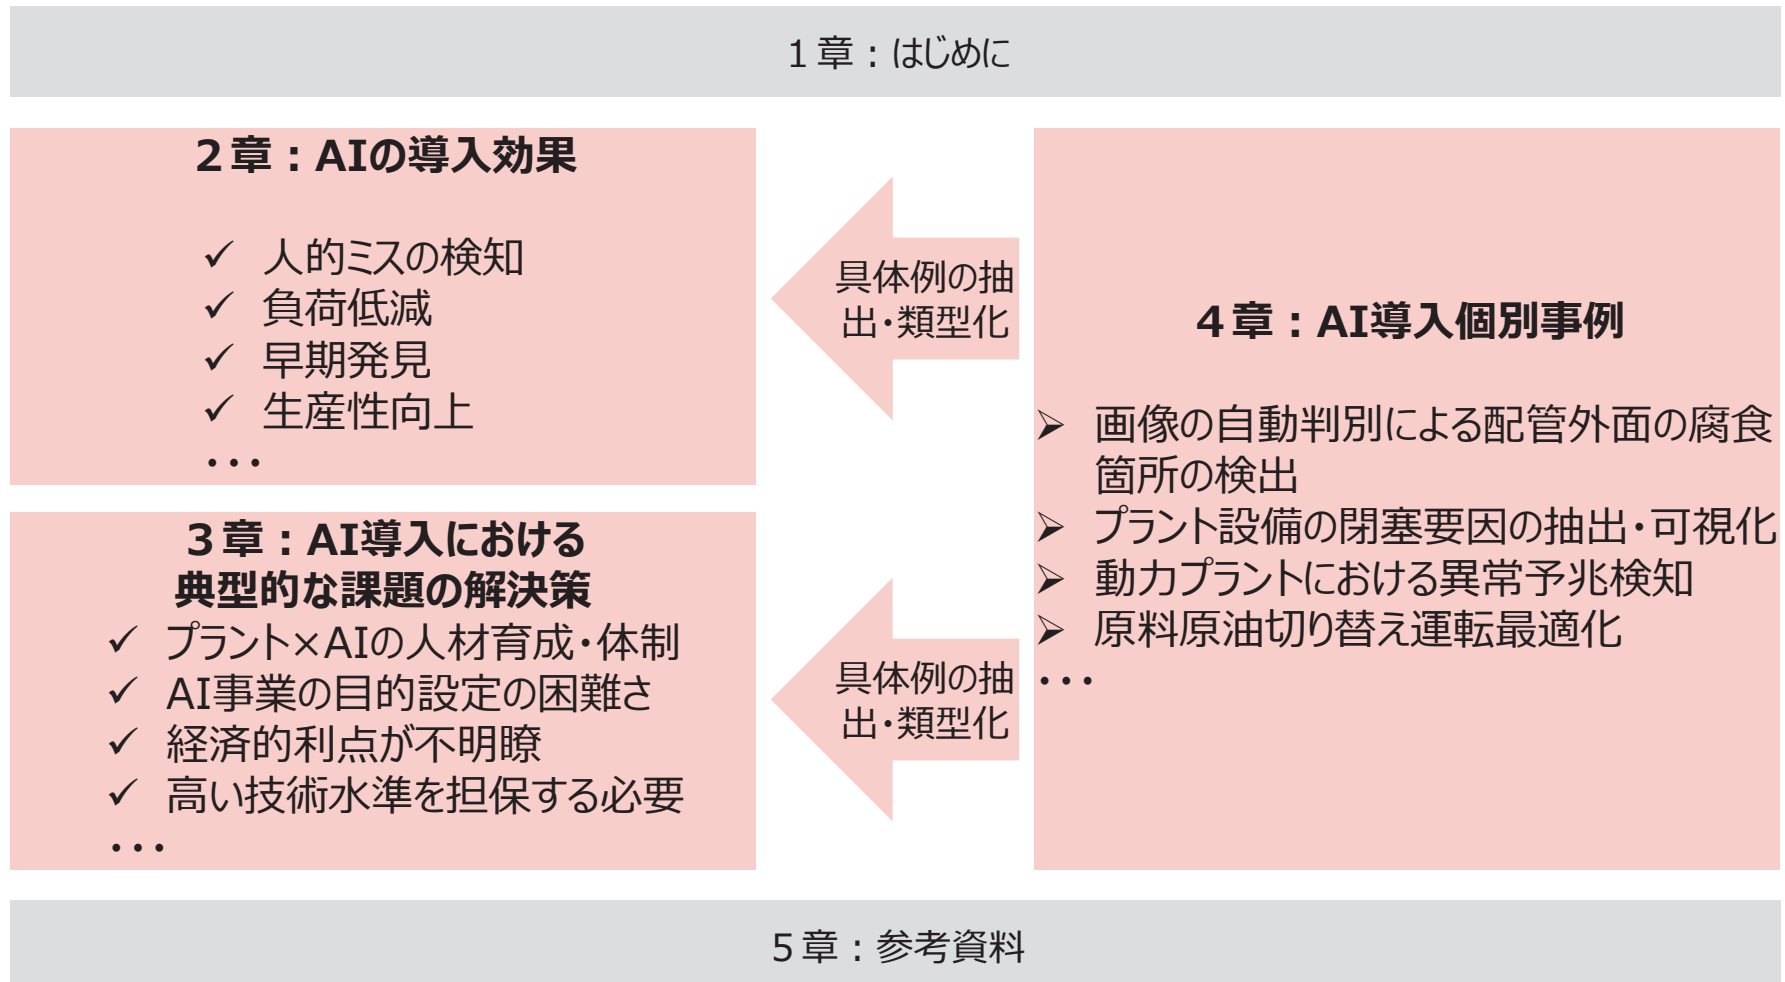 1章：はじめに
2章：AIの導入効果
✓ 人的ミスの検知
✓ 負荷低減
✓ 早期発見
✓ 生産性向上
・・・
3章：AI導入における
典型的な課題の解決策
✓ プラント×AIの人材育成・体制
✓ AI事業の目的設定の困難さ
✓ 経済的利点が不明瞭
✓ 高い技術水準を担保する必要
・・・
具体例の抽
出・類型化
具体例の抽
出・類型化
4章：AI導入個別事例
➢ 画像の自動判別による配管外面の腐食
箇所の検出
➢ プラント設備の閉塞要因の抽出・可視化
➢ 動力プラントにおける異常予兆検知
➢ 原料原油切り替え運転最適化
・・・
5章：参考資料